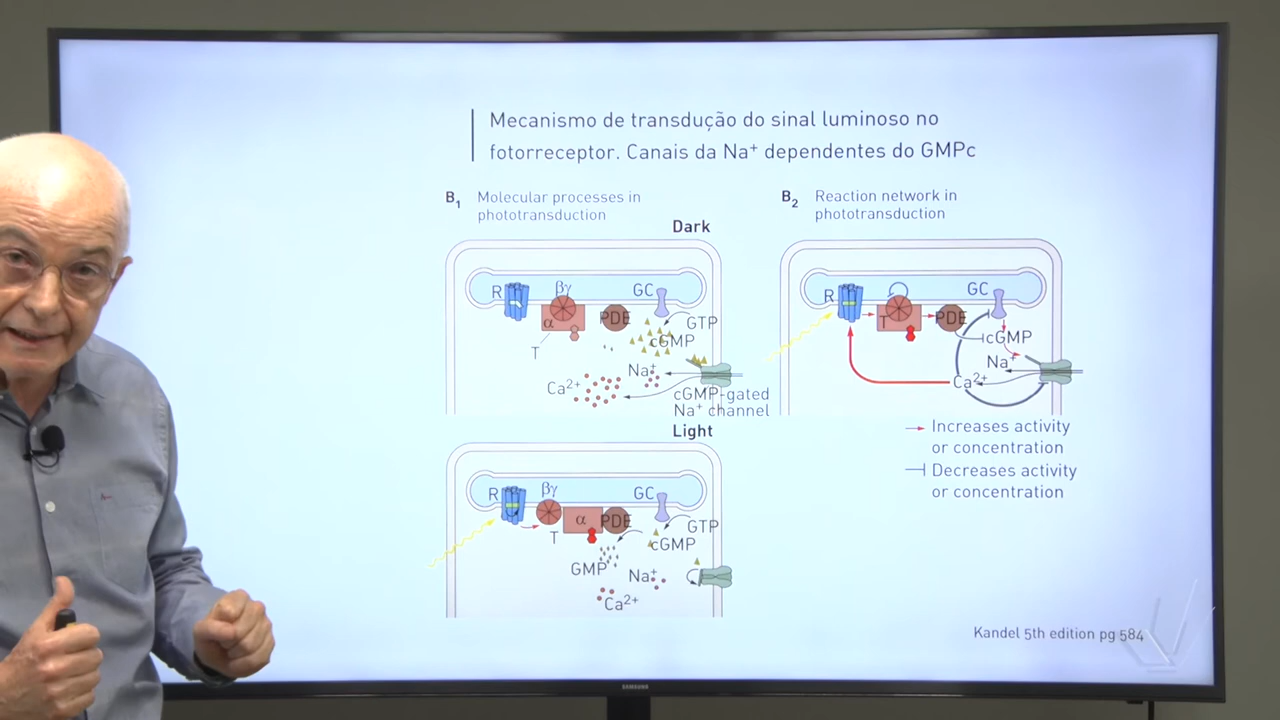 Mecanismo de transdução do sinal luminoso no
fotorreceptor. Canais da Na⁺ dependentes do GMPc
B₁ Molecular processes in
phototransduction
Dark
R
βγ
GC
α
PDE
GTP
cGMP
T
Na⁺
Ca²⁺
cGMP-gated
Na⁺ channel
B₂ Reaction network in
phototransduction
R
GC
T
PDE
cGMP
Na⁺
Ca²⁺
Increases activity
or concentration
Decreases activity
or concentration
Light
R
βγ
GC
α
PDE
GTP
T
cGMP
GMP
Na⁺
Ca²⁺
Kandel 5th edition pg 584
SAMSUNG